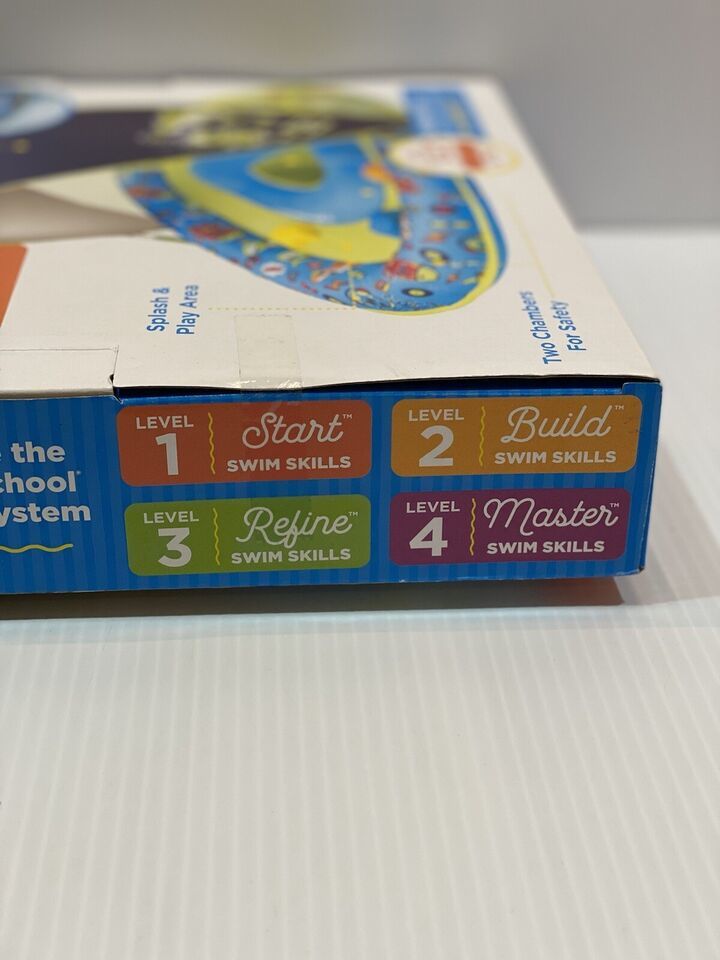 Splash &
Play Area
Two Chambers
For Safety
the
chool®
ystem
LEVEL
1
Start™
SWIM SKILLS
LEVEL
2
Build™
SWIM SKILLS
LEVEL
3
Refine™
SWIM SKILLS
LEVEL
4
Master™
SWIM SKILLS